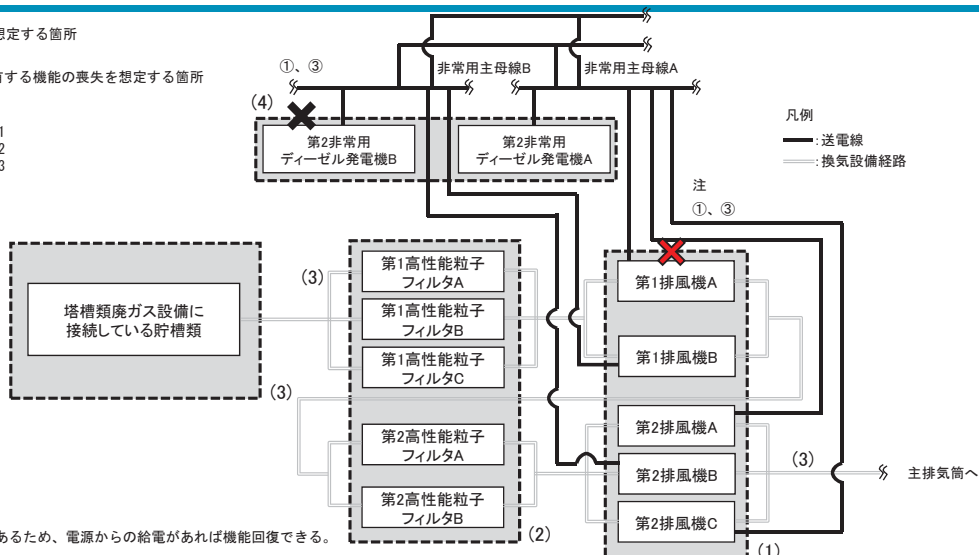 想定する箇所
有する機能の喪失を想定する箇所
1
2
3
①、③
非常用主母線B
非常用主母線A
(4)
第2非常用
ディーゼル発電機B
第2非常用
ディーゼル発電機A
凡例
:送電線
:換気設備経路
注
①、③
塔槽類廃ガス設備に
接続している貯槽類
(3)
(3)
第1高性能粒子
フィルタA
第1高性能粒子
フィルタB
第1高性能粒子
フィルタC
第2高性能粒子
フィルタA
第2高性能粒子
フィルタB
(2)
第1排風機A
第1排風機B
第2排風機A
第2排風機B
第2排風機C
(1)
(3)
主排気筒へ
あるため、電源からの給電があれば機能回復できる。